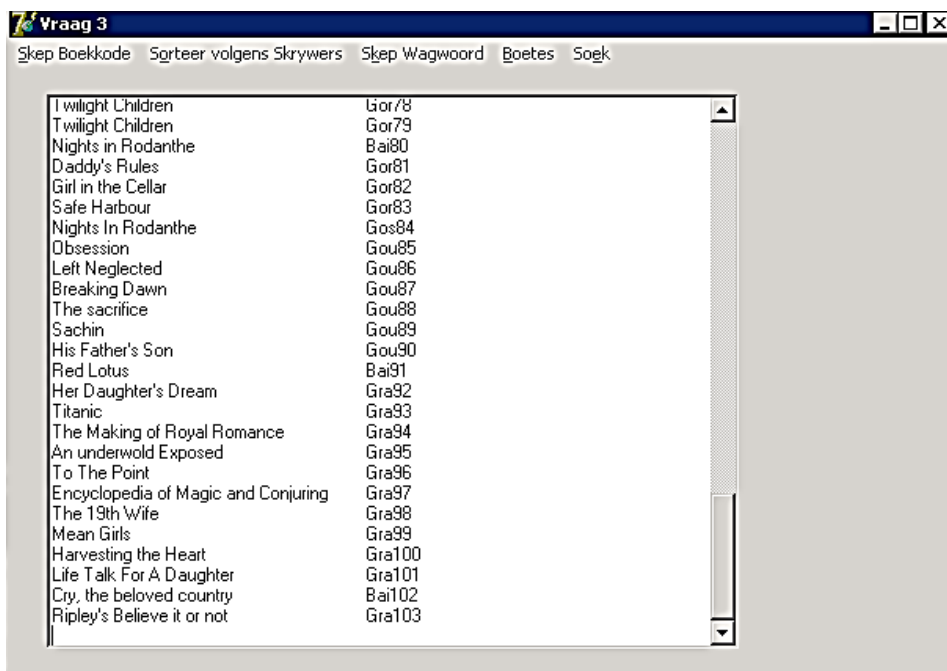 Vraag 3
Skep Boekkode Sorteer volgens Skrywers Skep Wagwoord Boetes Soek
Twilight Children Gor78
Twilight Children Gor79
Nights in Rodanthe Bai80
Daddy's Rules Gor81
Girl in the Cellar Gor82
Safe Harbour Gor83
Nights In Rodanthe Gos84
Obsession Gou85
Left Neglected Gou86
Breaking Dawn Gou87
The sacrifice Gou88
Sachin Gou89
His Father's Son Gou90
Red Lotus Bai91
Her Daughter's Dream Gra92
Titanic Gra93
The Making of Royal Romance Gra94
An underwold Exposed Gra95
To The Point Gra96
Encyclopedia of Magic and Conjuring Gra97
The 19th Wife Gra98
Mean Girls Gra99
Harvesting the Heart Gra100
Life Talk For A Daughter Gra101
Cry, the beloved country Bai102
Ripley's Believe it or not Gra103